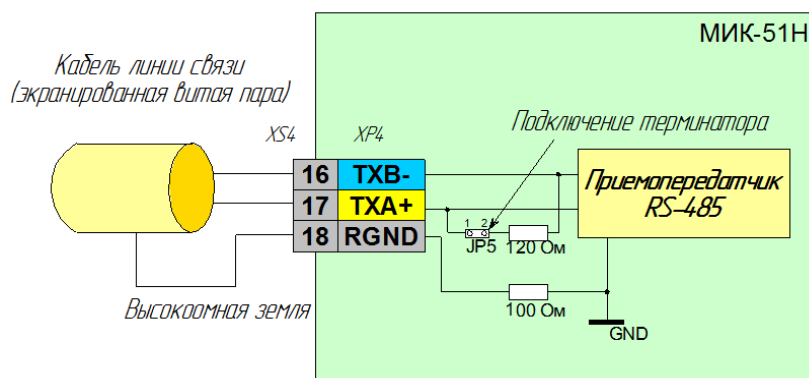 МИК-51Н
Кабель линии связи
(экранированная витая пара)
XS4
XP4
Подключение терминатора
16 TXB-
17 TXA+
18 RGND
1 2
JP5
120 Ом
Приемопередатчик
RS-485
Высокоомная земля
100 Ом
GND